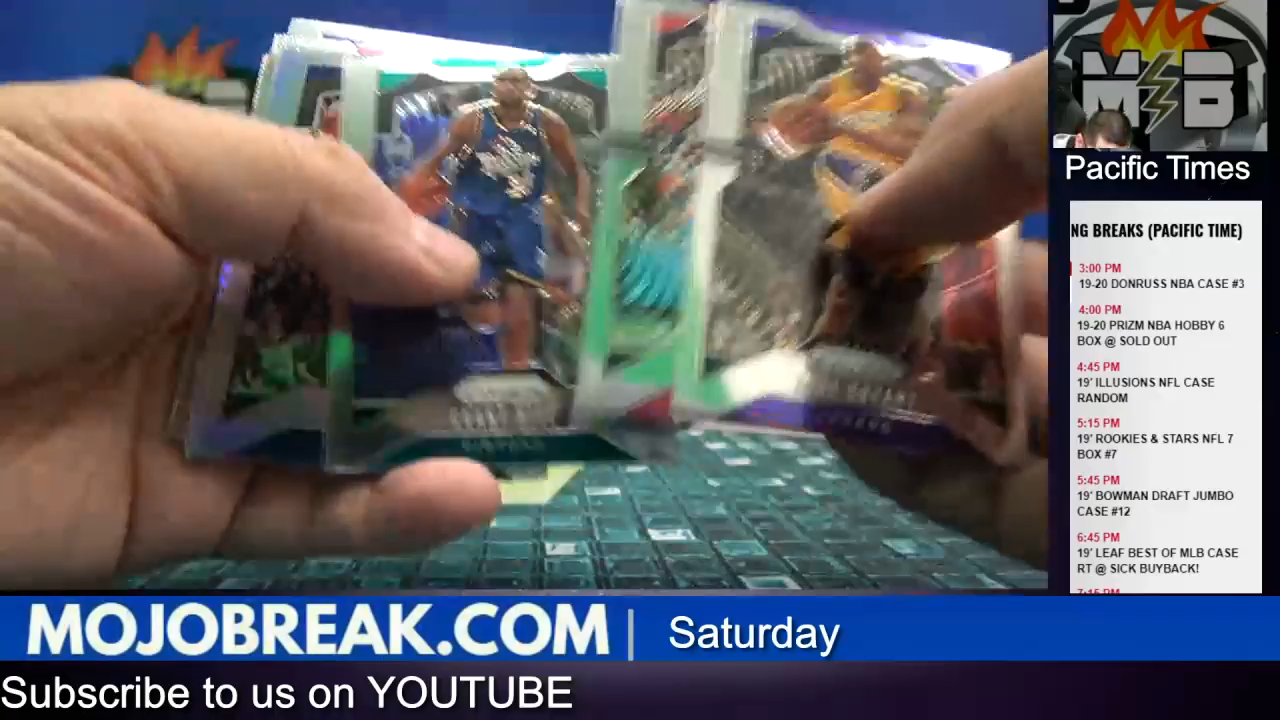 MB
Pacific Times
NG BREAKS (PACIFIC TIME)
3:00 PM
19-20 DONRUSS NBA CASE #3
4:00 PM
19-20 PRIZM NBA HOBBY 6
BOX @ SOLD OUT
4:45 PM
19' ILLUSIONS NFL CASE
RANDOM
5:15 PM
19' ROOKIES & STARS NFL 7
BOX #7
5:45 PM
19' BOWMAN DRAFT JUMBO
CASE #12
6:45 PM
19' LEAF BEST OF MLB CASE
RT @ SICK BUYBACK!
MOJOBREAK.COM | Saturday
Subscribe to us on YOUTUBE